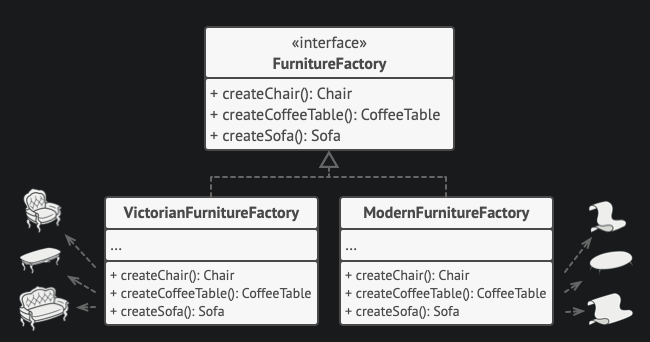 «interface»
FurnitureFactory
+ createChair(): Chair
+ createCoffeeTable(): CoffeeTable
+ createSofa(): Sofa
VictorianFurnitureFactory
...
+ createChair(): Chair
+ createCoffeeTable(): CoffeeTable
+ createSofa(): Sofa
ModernFurnitureFactory
...
+ createChair(): Chair
+ createCoffeeTable(): CoffeeTable
+ createSofa(): Sofa